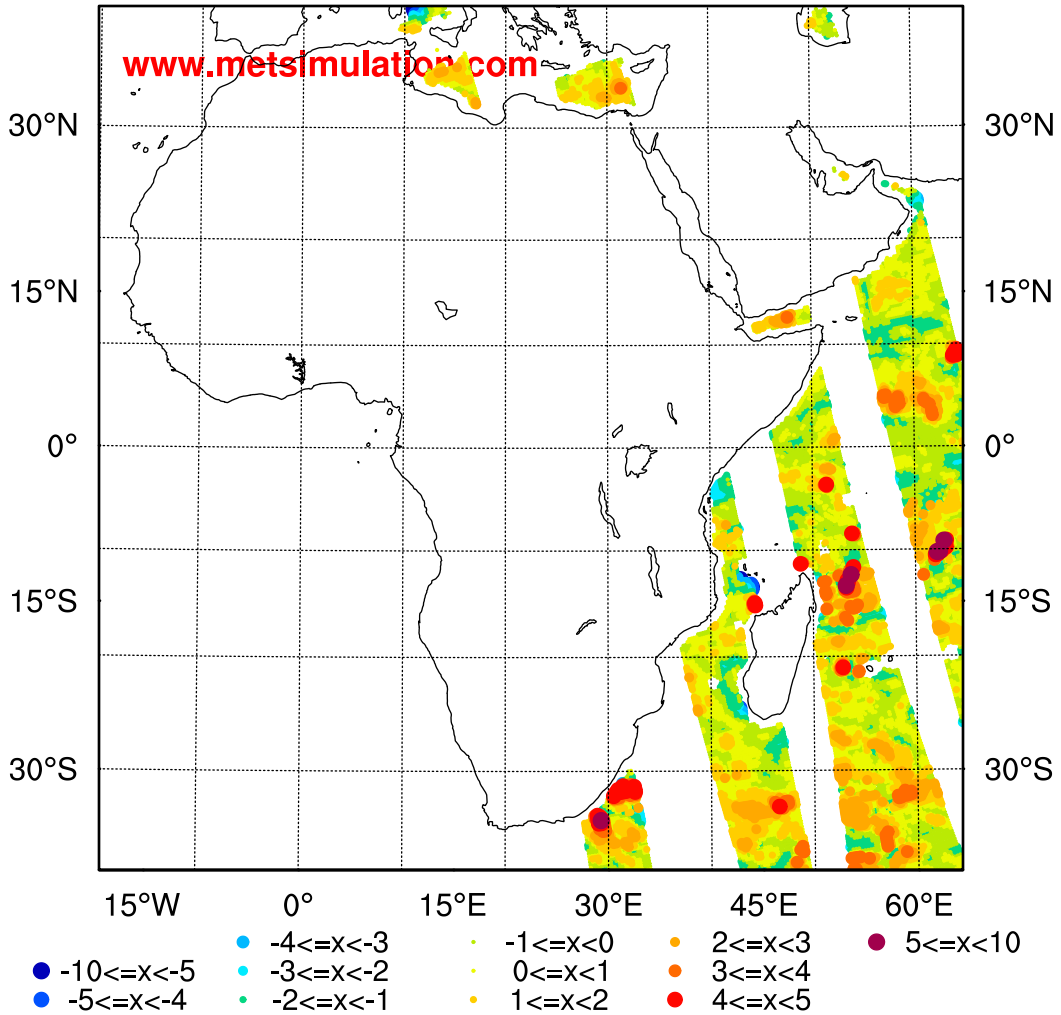 www.metsimulation.com
30°N 30°N
15°N 15°N
0° 0°
15°S 15°S
30°S 30°S
15°W 0° 15°E 30°E 45°E 60°E
-4<=x<-3 -1<=x<0 2<=x<3 5<=x<10
-10<=x<-5 -3<=x<-2 0<=x<1 3<=x<4
-5<=x<-4 -2<=x<-1 1<=x<2 4<=x<5